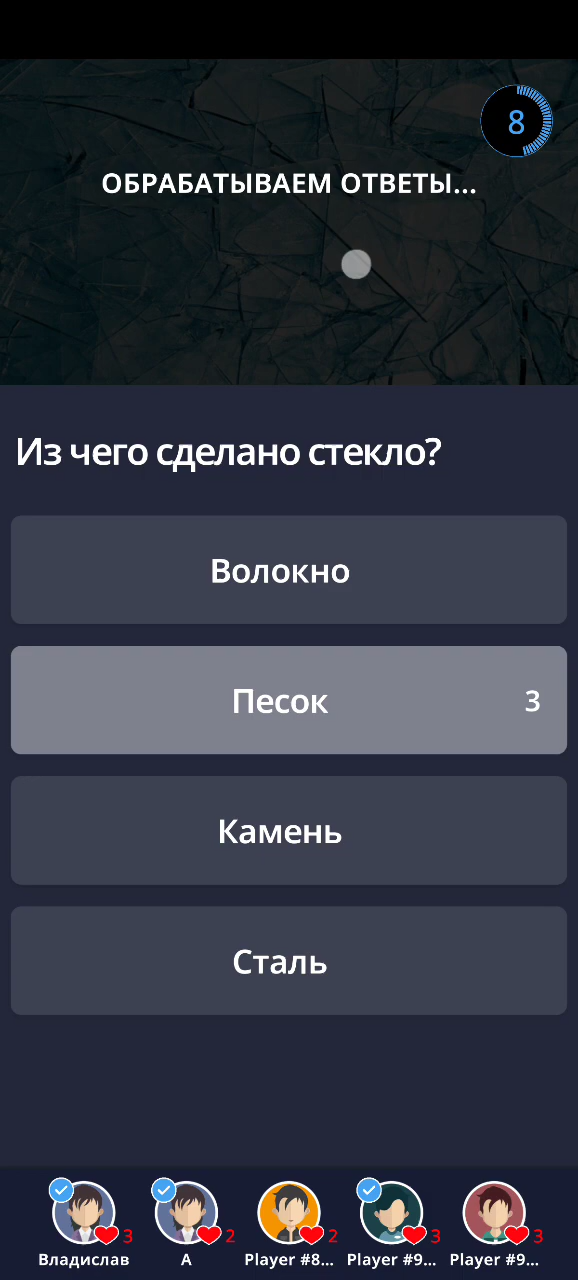 8
ОБРАБАТЫВАЕМ ОТВЕТЫ...
Из чего сделано стекло?
Волокно
Песок 3
Камень
Сталь
3 2 2 3 3
Владислав А Player #8... Player #9... Player #9...